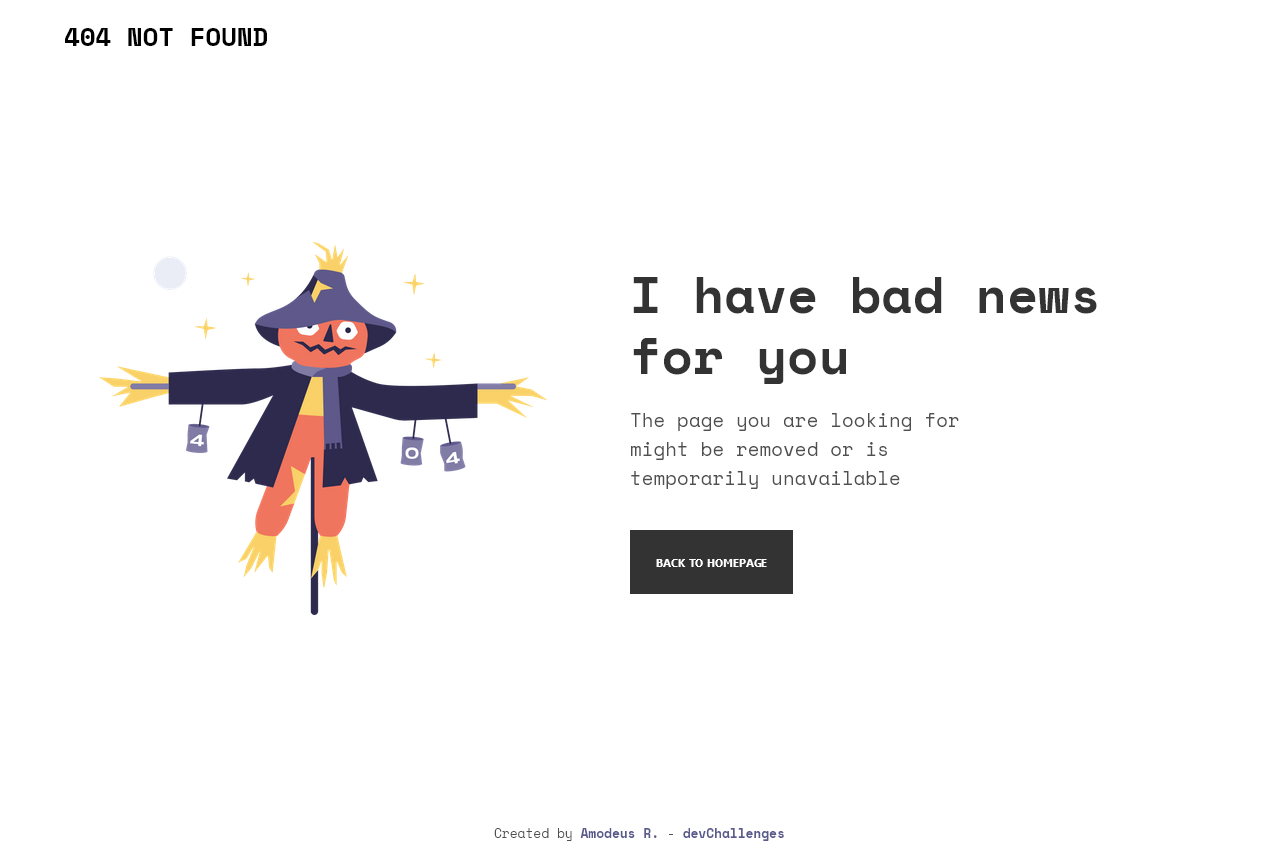 404 NOT FOUND
4
0
4
I have bad news
for you
The page you are looking for
might be removed or is
temporarily unavailable
BACK TO HOMEPAGE
Created by Amodeus R. - devChallenges